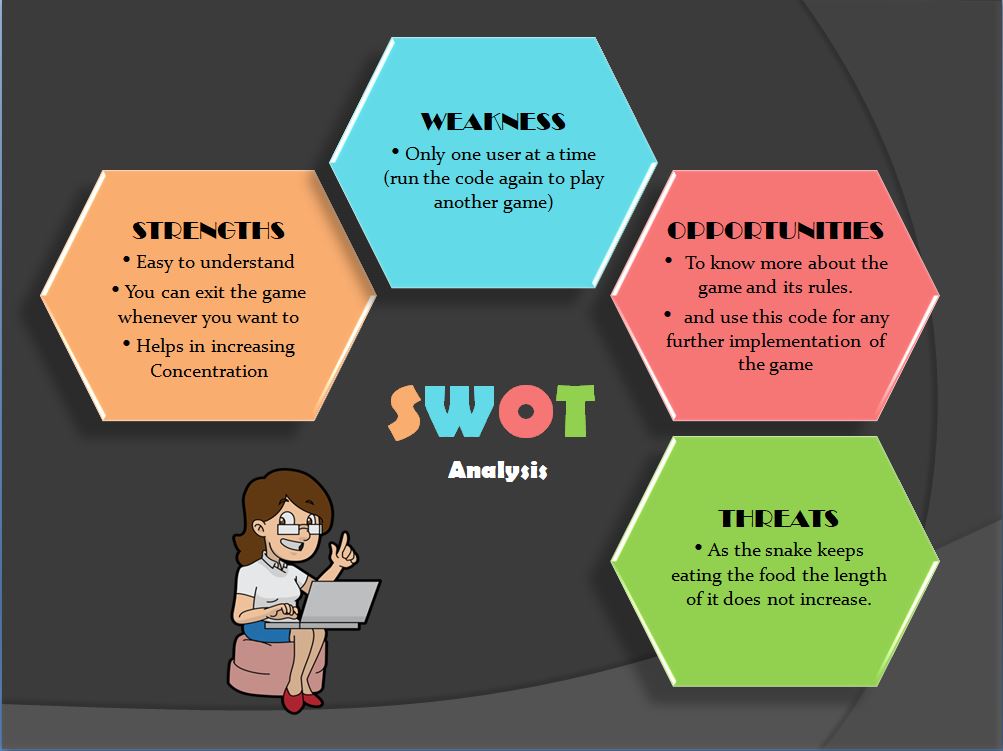 WEAKNESS
• Only one user at a time
(run the code again to play
another game)
STRENGTHS
• Easy to understand
• You can exit the game
whenever you want to
• Helps in increasing
Concentration
OPPORTUNITIES
• To know more about the
game and its rules.
• and use this code for any
further implementation of
the game
SWOT
Analysis
THREATS
• As the snake keeps
eating the food the length
of it does not increase.